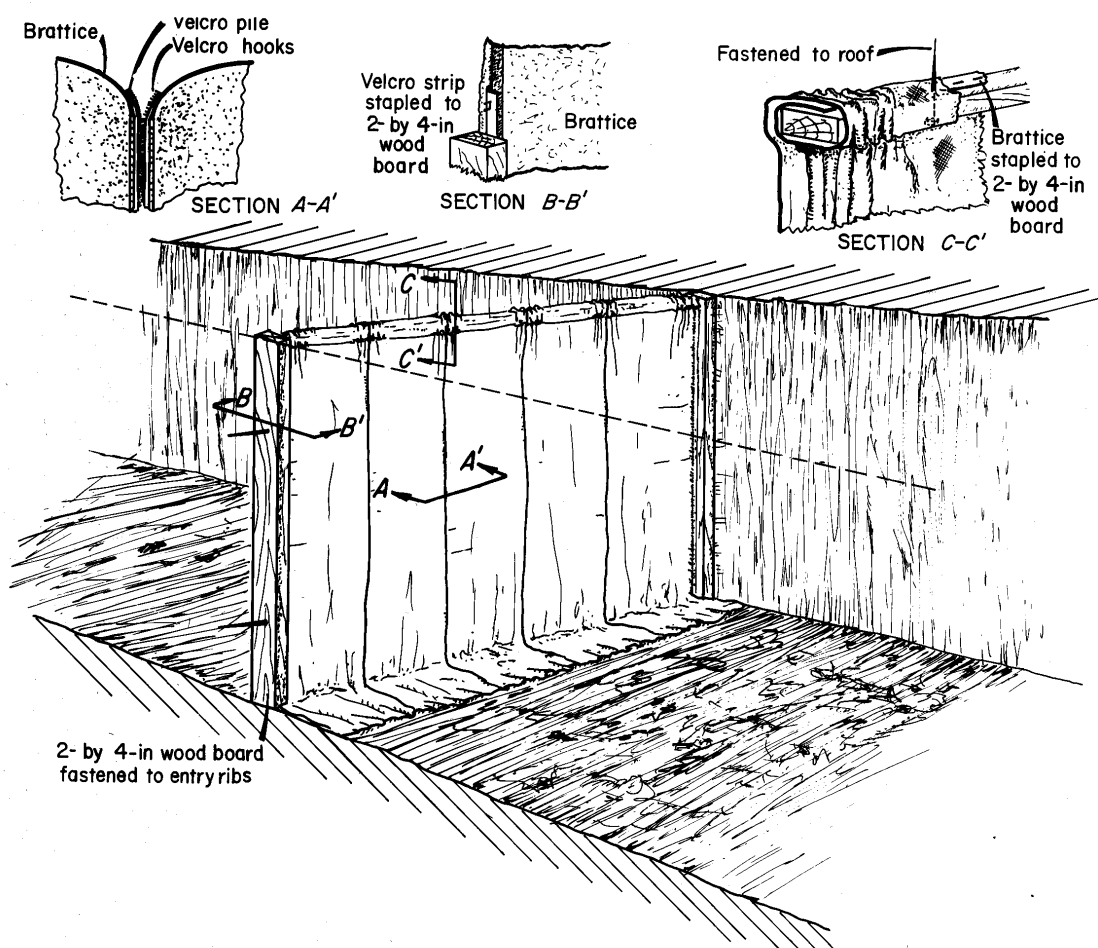 Brattice
Velcro pile
Velcro hooks
SECTION A-A'
Velcro strip
stapled to
2- by 4-in
wood
board
Brattice
SECTION B-B'
Fastened to roof
Brattice
stapled to
2- by 4-in
wood
board
SECTION C-C'
C
C'
B
B'
A'
A
2- by 4-in wood board
fastened to entry ribs